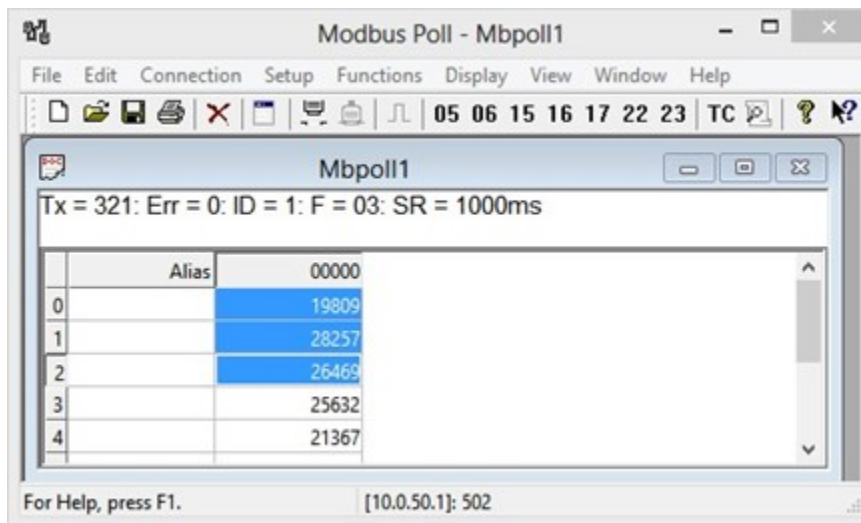 Modbus Poll - Mbpoll1
File Edit Connection Setup Functions Display View Window Help
05 06 15 16 17 22 23 TC
Mbpoll1
Tx = 321: Err = 0: ID = 1: F = 03: SR = 1000ms
Alias 00000
0 19809
1 28257
2 26469
3 25632
4 21367
For Help, press F1. [10.0.50.1]: 502